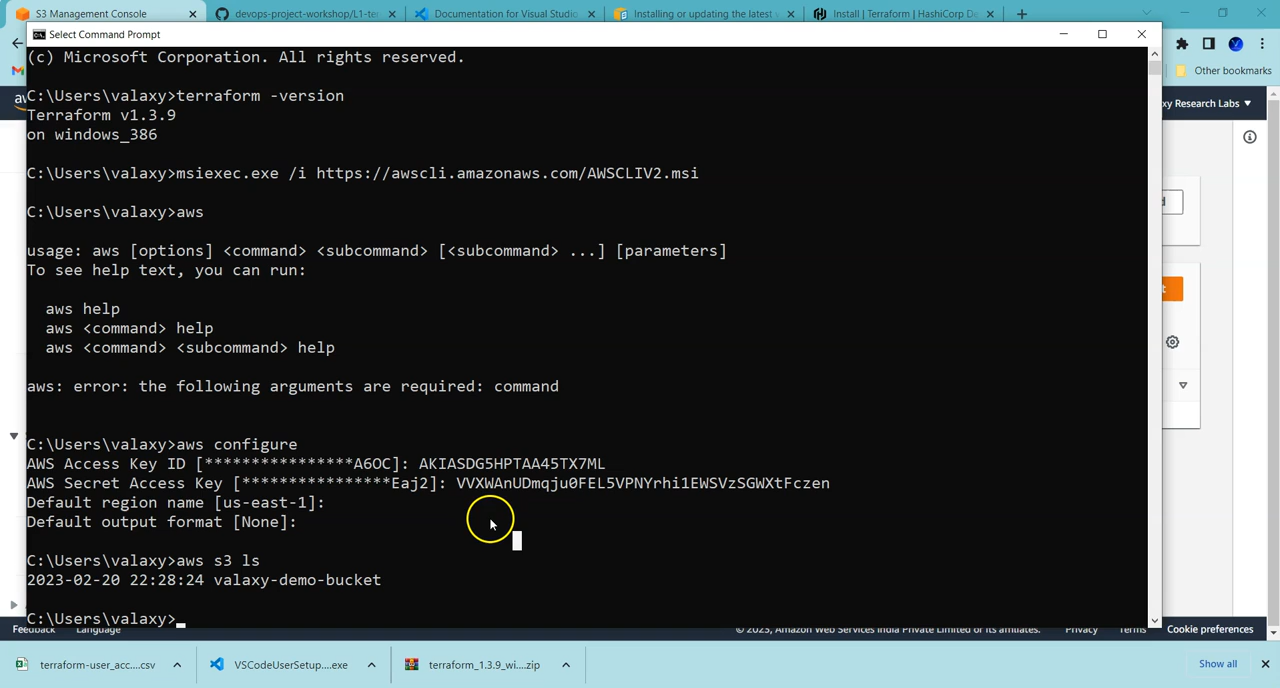 S3 Management Console
devops-project-workshop/L1-ter
Documentation for Visual Studio
Installing or updating the latest v
Install | Terraform | HashiCorp De
Select Command Prompt
Other bookmarks
xy Research Labs
(c) Microsoft Corporation. All rights reserved.
C:\Users\valaxy>terraform -version
Terraform v1.3.9
on windows_386
C:\Users\valaxy>msiexec.exe /i https://awscli.amazonaws.com/AWSCLIV2.msi
C:\Users\valaxy>aws
usage: aws [options] <command> <subcommand> [<subcommand> ...] [parameters]
To see help text, you can run:
aws help
aws <command> help
aws <command> <subcommand> help
aws: error: the following arguments are required: command
C:\Users\valaxy>aws configure
AWS Access Key ID [****************A6OC]: AKIASDG5HPTAA45TX7ML
AWS Secret Access Key [****************Eaj2]: 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
Default region name [us-east-1]:
Default output format [None]:
C:\Users\valaxy>aws s3 ls
2023-02-20 22:28:24 valaxy-demo-bucket
C:\Users\valaxy>
Feedback Language © 2023, Amazon Web Services India Private Limited or its affiliates. Privacy Terms Cookie preferences
terraform-user_acc....csv
VSCodeUserSetup....exe
terraform_1.3.9_wi....zip
Show all